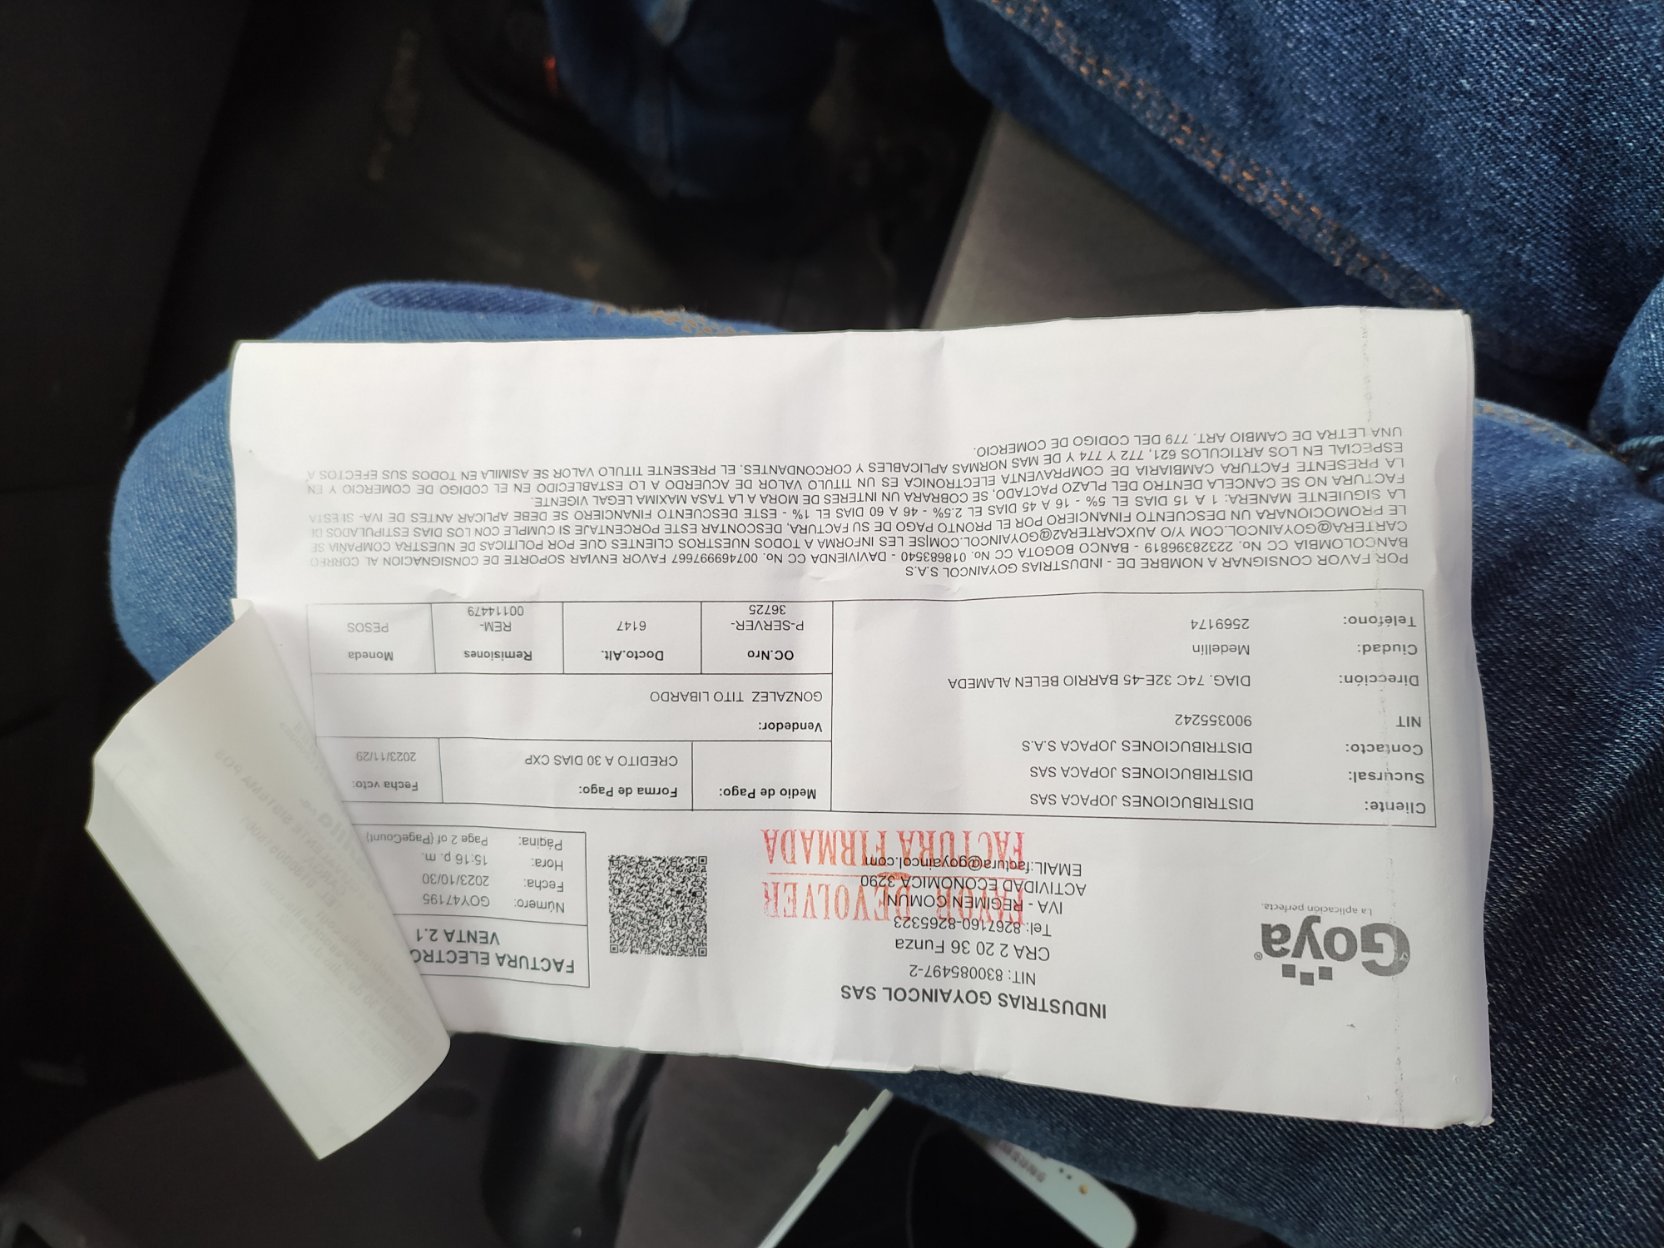 Goya®
La aplicación perfecta.
INDUSTRIAS GOYAINCOL SAS
NIT: 830085497-2
CRA 2 20 36 Funza
Tel: 8267160-8265323
IVA - REGIMEN COMUN
ACTIVIDAD ECONOMICA 3290
EMAIL:factura@goyaincol.com
FAVOR DEVOLVER
FACTURA FIRMADA
FACTURA ELECTRO
VENTA 2.1
Número: GOY47195
Fecha: 2023/10/30
Hora: 15:16 p. m.
Página: Page 2 of {PageCount}
Cliente: DISTRIBUCIONES JOPACA SAS
Sucursal: DISTRIBUCIONES JOPACA SAS
Contacto: DISTRIBUCIONES JOPACA S.A.S
NIT 900355242
Dirección: DIAG. 74C 32E-45 BARRIO BELEN ALAMEDA
Ciudad: Medellin
Teléfono: 2569174
Medio de Pago: Forma de Pago: Fecha vcto:
CREDITO A 30 DIAS CXP 2023/11/29
Vendedor:
GONZALEZ TITO LIBARDO
OC.Nro Docto.Alt. Remisiones Moneda
P-SERVER- 6147 REM- PESOS
36725 00114479
POR FAVOR CONSIGNAR A NOMBRE DE - INDUSTRIAS GOYAINCOL S.A.S
BANCOLOMBIA CC No. 22328396819 - BANCO BOGOTA CC No. 018683540 - DAVIVIENDA CC No. 007469997667 FAVOR ENVIAR SOPORTE DE CONSIGNACION AL CORREO
CARTERA@GOYAINCOL.COM Y/O AUXCARTERA2@GOYAINCOL.COM|SE LES INFORMA A TODOS NUESTROS CLIENTES QUE POR POLITICAS DE NUESTRA COMPAÑIA SE
LE PROMOCIONARA UN DESCUENTO FINANCIERO POR EL PRONTO PAGO DE SU FACTURA, DESCONTAR ESTE PORCENTAJE SI CUMPLE CON LOS DIAS ESTIPULADOS DE
LA SIGUIENTE MANERA: 1 A 15 DIAS EL 5% - 16 A 45 DIAS EL 2.5% - 46 A 60 DIAS EL 1% - ESTE DESCUENTO FINANCIERO SE DEBE APLICAR ANTES DE IVA- SI ESTA
FACTURA NO SE CANCELA DENTRO DEL PLAZO PACTADO, SE COBRARA UN INTERES DE MORA A LA TASA MAXIMA LEGAL VIGENTE.
LA PRESENTE FACTURA CAMBIARIA DE COMPRAVENTA ELECTRONICA ES UN TITULO VALOR DE ACUERDO A LO ESTABLECIDO EN EL CODIGO DE COMERCIO Y EN
ESPECIAL EN LOS ARTICULOS 621, 772 Y 774 Y DE MAS NORMAS APLICABLES Y CORCONDANTES. EL PRESENTE TITULO VALOR SE ASIMILA EN TODOS SUS EFECTOS A
UNA LETRA DE CAMBIO ART. 779 DEL CODIGO DE COMERCIO.